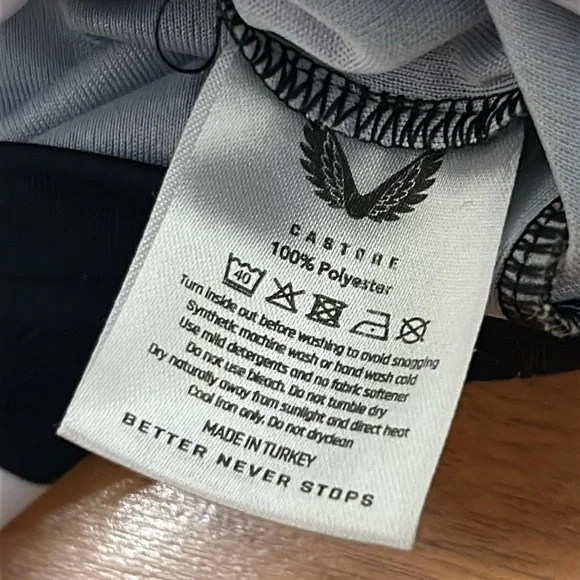 CASTORE
100% Polyester
40
Turn inside out before washing to avoid snagging
Synthetic machine wash or hand wash cold
Use mild detergents and no fabric softener
Do not use bleach. Do not tumble dry
Dry naturally away from sunlight and direct heat
Cool Iron only, Do not dryclean
MADE IN TURKEY
BETTER NEVER STOPS